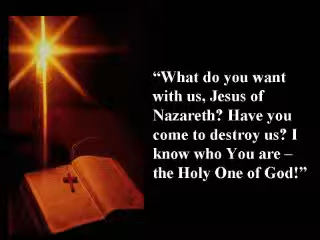 “What do you want
with us, Jesus of
Nazareth? Have you
come to destroy us? I
know who You are –
the Holy One of God!”